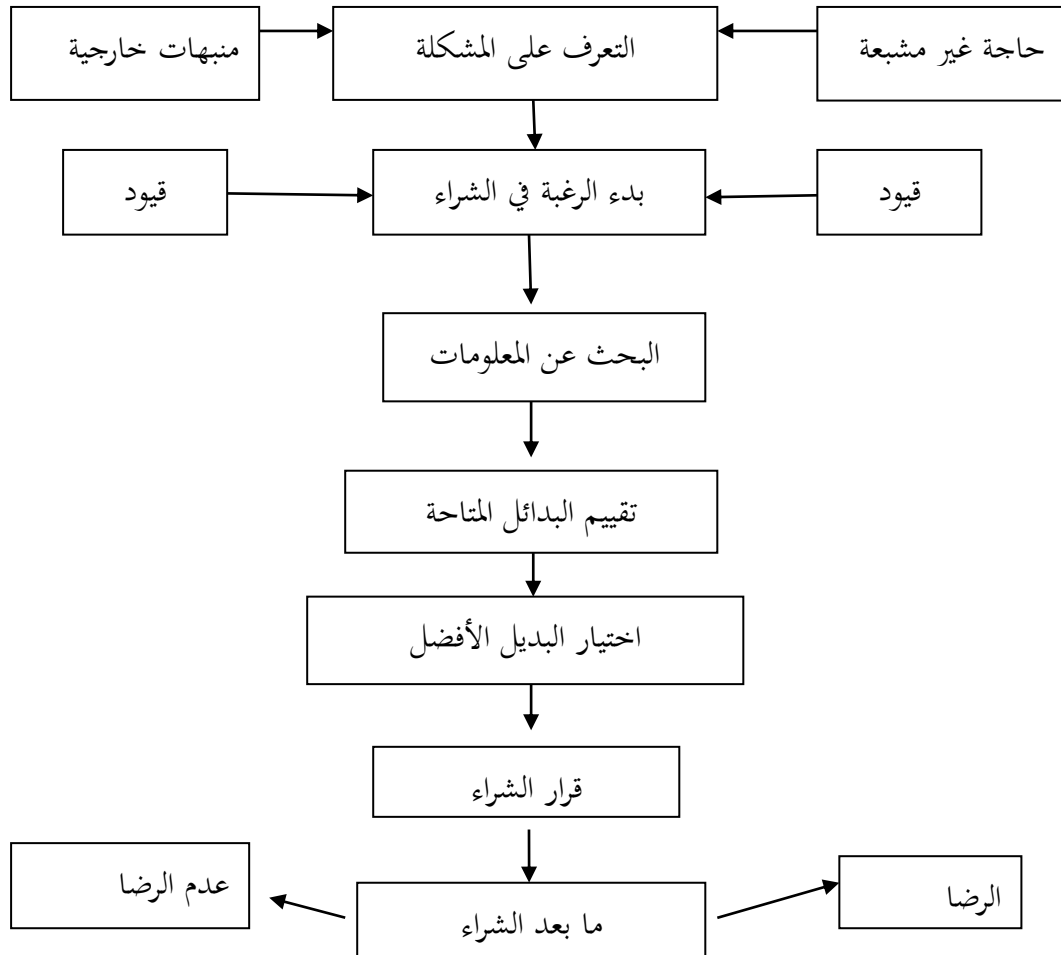 حاجة غير مشبعة
التعرف على المشكلة
منبهات خارجية
قيود
بدء الرغبة في الشراء
قيود
البحث عن المعلومات
تقييم البدائل المتاحة
اختيار البديل الأفضل
قرار الشراء
الرضا
ما بعد الشراء
عدم الرضا